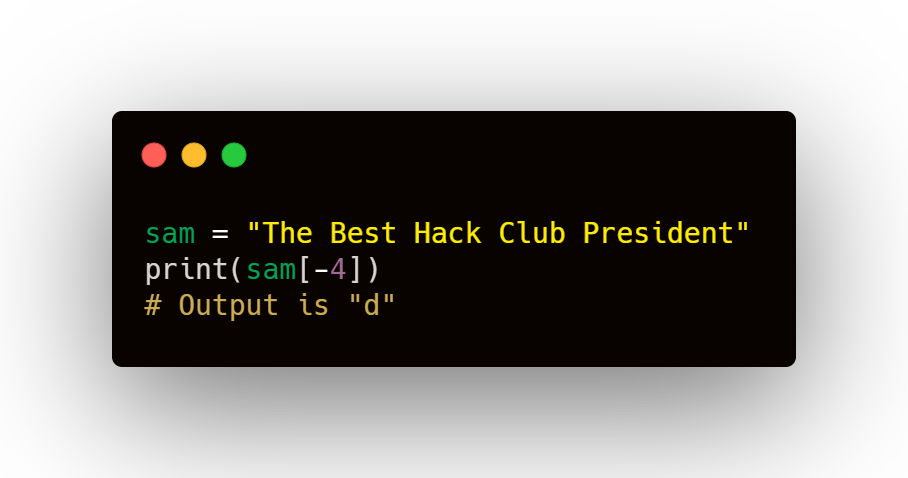 sam = "The Best Hack Club President"
print(sam[-4])
# Output is "d"